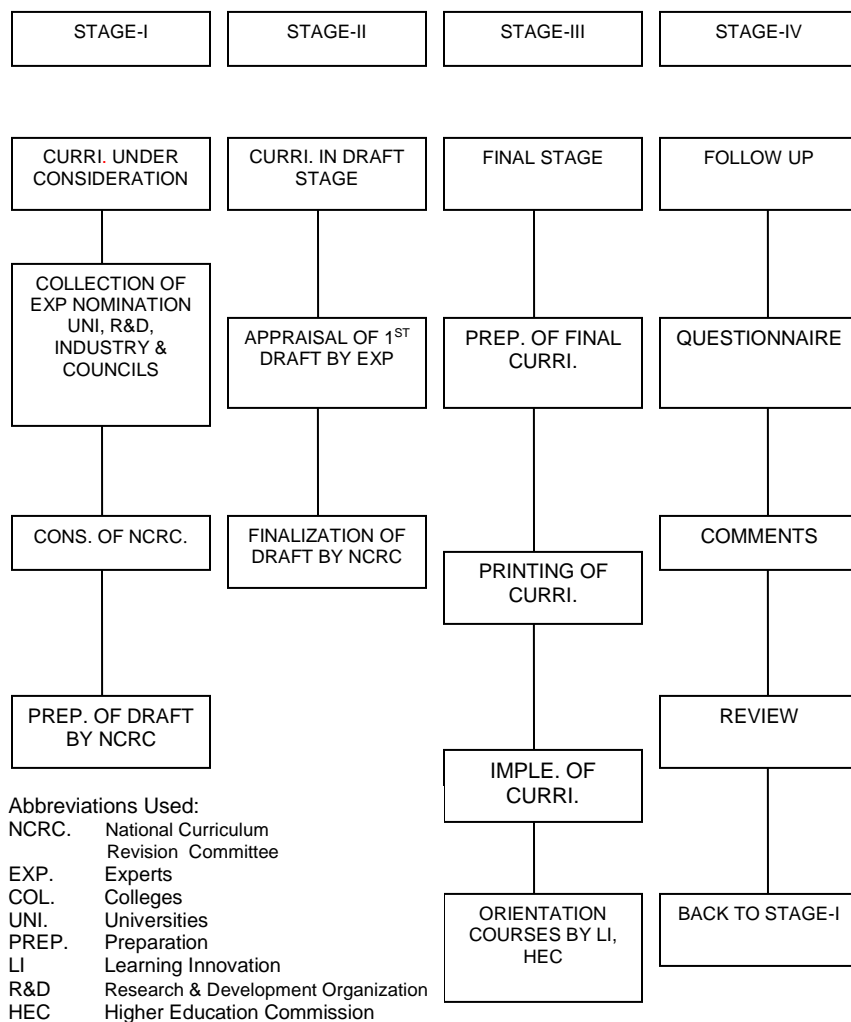 STAGE-I
STAGE-II
STAGE-III
STAGE-IV
CURRI. UNDER
CONSIDERATION
COLLECTION OF
EXP NOMINATION
UNI, R&D,
INDUSTRY &
COUNCILS
CONS. OF NCRC.
PREP. OF DRAFT
BY NCRC
CURRI. IN DRAFT
STAGE
APPRAISAL OF 1ST
DRAFT BY EXP
FINALIZATION OF
DRAFT BY NCRC
FINAL STAGE
PREP. OF FINAL
CURRI.
PRINTING OF
CURRI.
IMPLE. OF
CURRI.
ORIENTATION
COURSES BY LI,
HEC
FOLLOW UP
QUESTIONNAIRE
COMMENTS
REVIEW
BACK TO STAGE-I
Abbreviations Used:
NCRC. National Curriculum
Revision Committee
EXP. Experts
COL. Colleges
UNI. Universities
PREP. Preparation
LI Learning Innovation
R&D Research & Development Organization
HEC Higher Education Commission